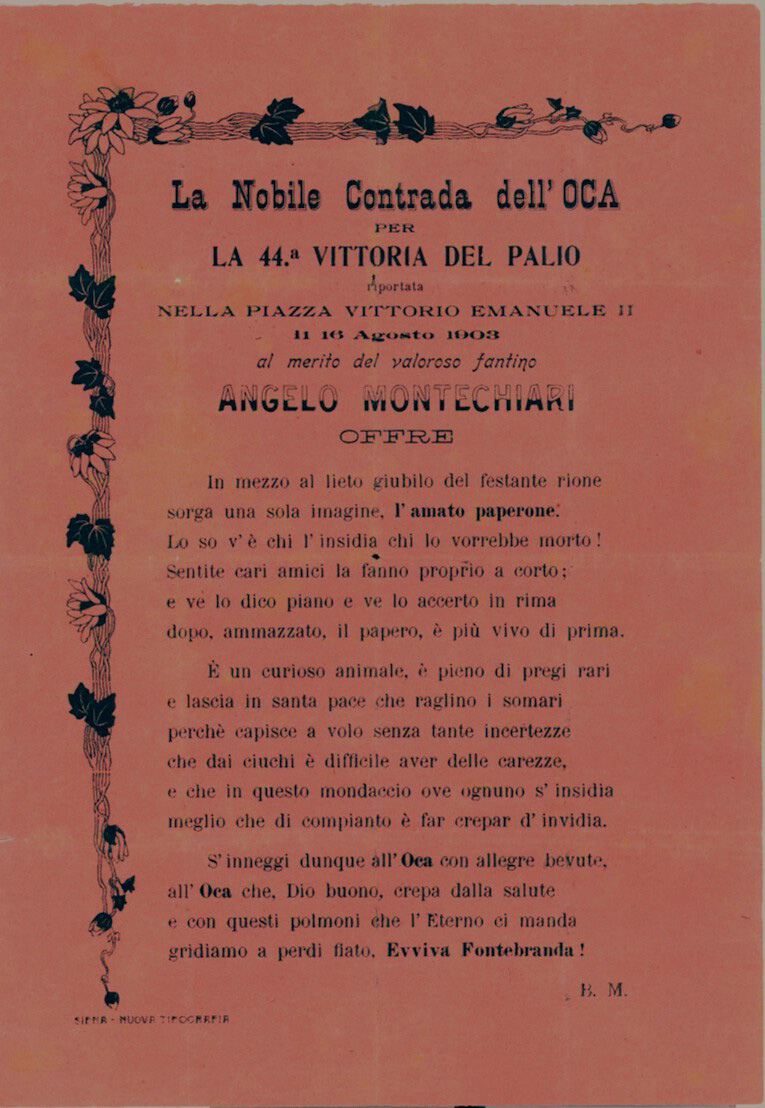 La Nobile Contrada dell' OCA
PER
LA 44.ª VITTORIA DEL PALIO
riportata
NELLA PIAZZA VITTORIO EMANUELE II
Il 16 Agosto 1903
al merito del valoroso fantino
ANGELO MONTECHIARI
OFFRE
In mezzo al lieto giubilo del festante rione
sorga una sola imagine, l'amato paperone.
Lo so v'è chi l'insidia chi lo vorrebbe morto!
Sentite cari amici la fanno proprio a corto;
e ve lo dico piano e ve lo accerto in rima
dopo, ammazzato, il papero, è più vivo di prima.
È un curioso animale, è pieno di pregi rari
e lascia in santa pace che raglino i somari
perchè capisce a volo senza tante incertezze
che dai ciuchi è difficile aver delle carezze,
e che in questo mondaccio ove ognuno s'insidia
meglio che di compianto è far crepar d'invidia.
S'inneggi dunque all'Oca con allegre bevute,
all'Oca che, Dio buono, crepa dalla salute
e con questi polmoni che l'Eterno ci manda
gridiamo a perdi fiato, Evviva Fontebranda!
B. M.
SIENA - NUOVA TIPOGRAFIA